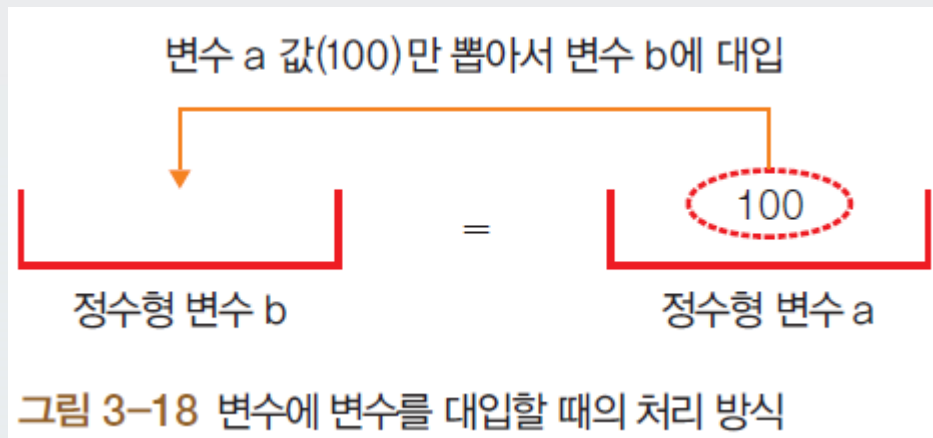 변수 a 값(100)만 뽑아서 변수 b에 대입
= 100
정수형 변수 b 정수형 변수 a
그림 3-18 변수에 변수를 대입할 때의 처리 방식